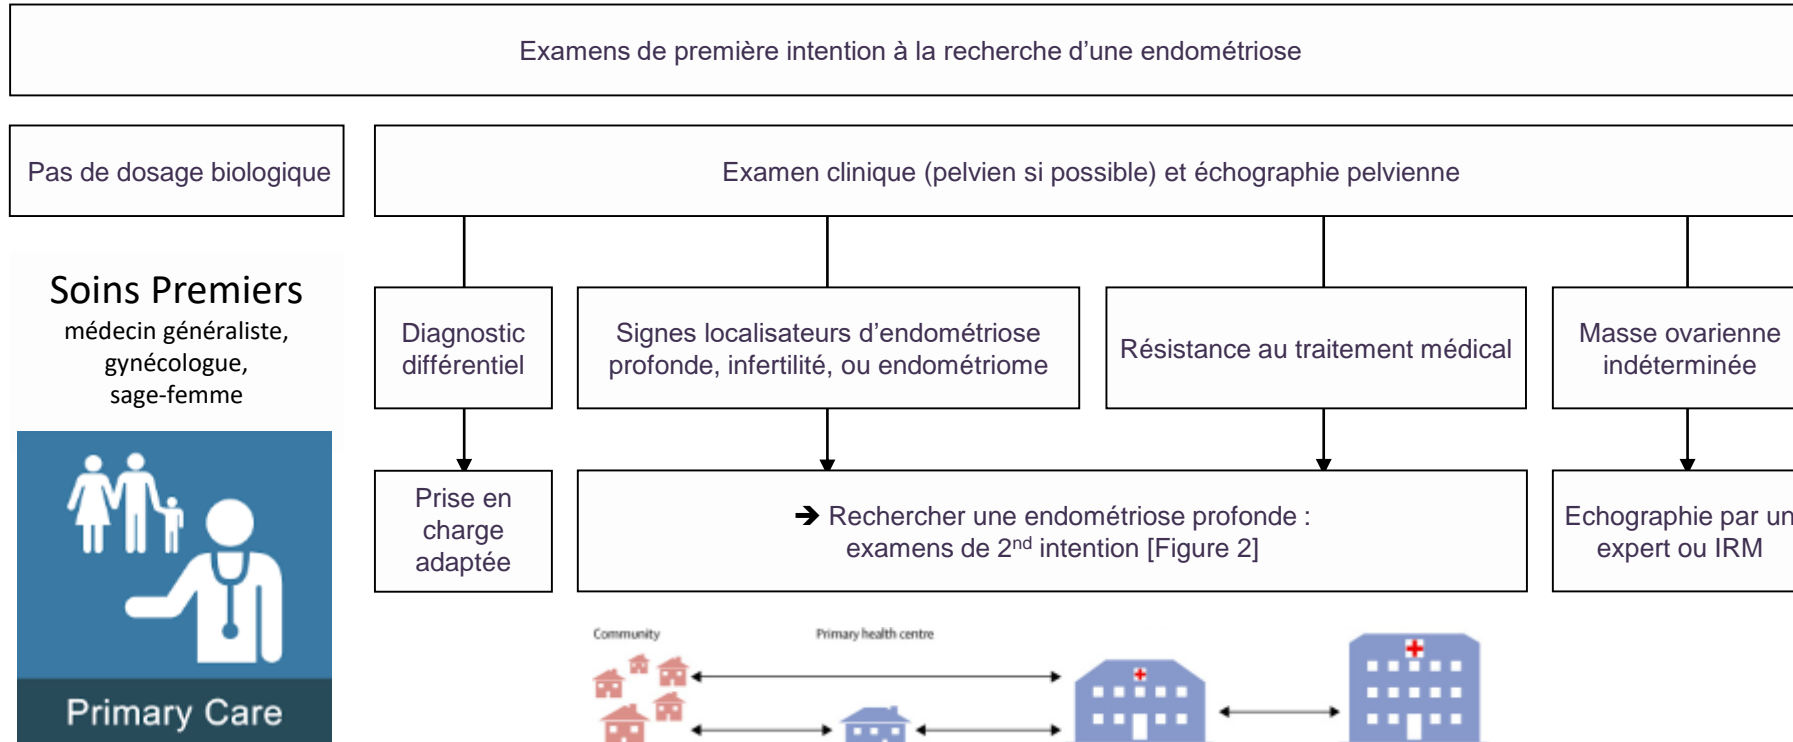 Examens de première intention à la recherche d’une endométriose
Pas de dosage biologique
Examen clinique (pelvien si possible) et échographie pelvienne
Soins Premiers
médecin généraliste,
gynécologue,
sage-femme
Diagnostic
différentiel
Signes localisateurs d’endométriose
profonde, infertilité, ou endométriome
Résistance au traitement médical
Masse ovarienne
indéterminée
Prise en
charge
adaptée
➔ Rechercher une endométriose profonde :
examens de 2nd intention [Figure 2]
Echographie par un
expert ou IRM
Community
Primary health centre
Primary Care